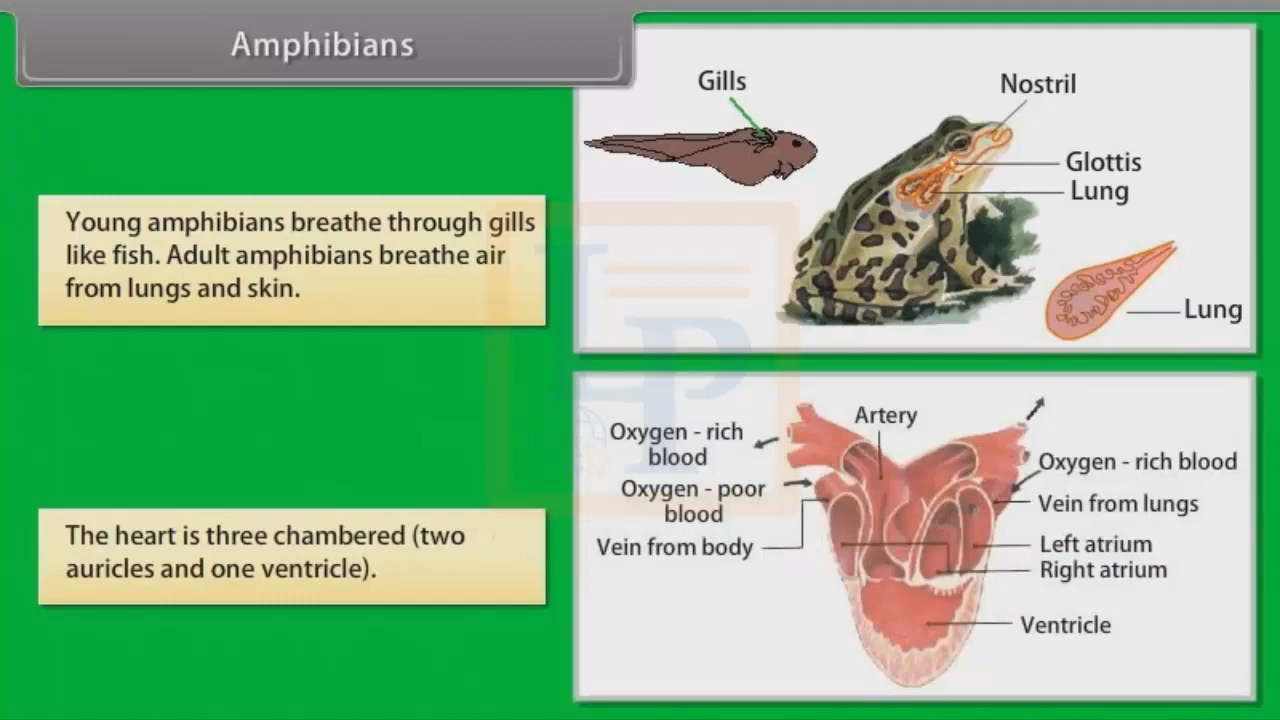 Amphibians
Gills
Nostril
Glottis
Lung
Lung
Young amphibians breathe through gills
like fish. Adult amphibians breathe air
from lungs and skin.
Artery
Oxygen - rich
blood
Oxygen - poor
blood
Vein from body
Oxygen - rich blood
Vein from lungs
Left atrium
Right atrium
Ventricle
The heart is three chambered (two
auricles and one ventricle).
LP